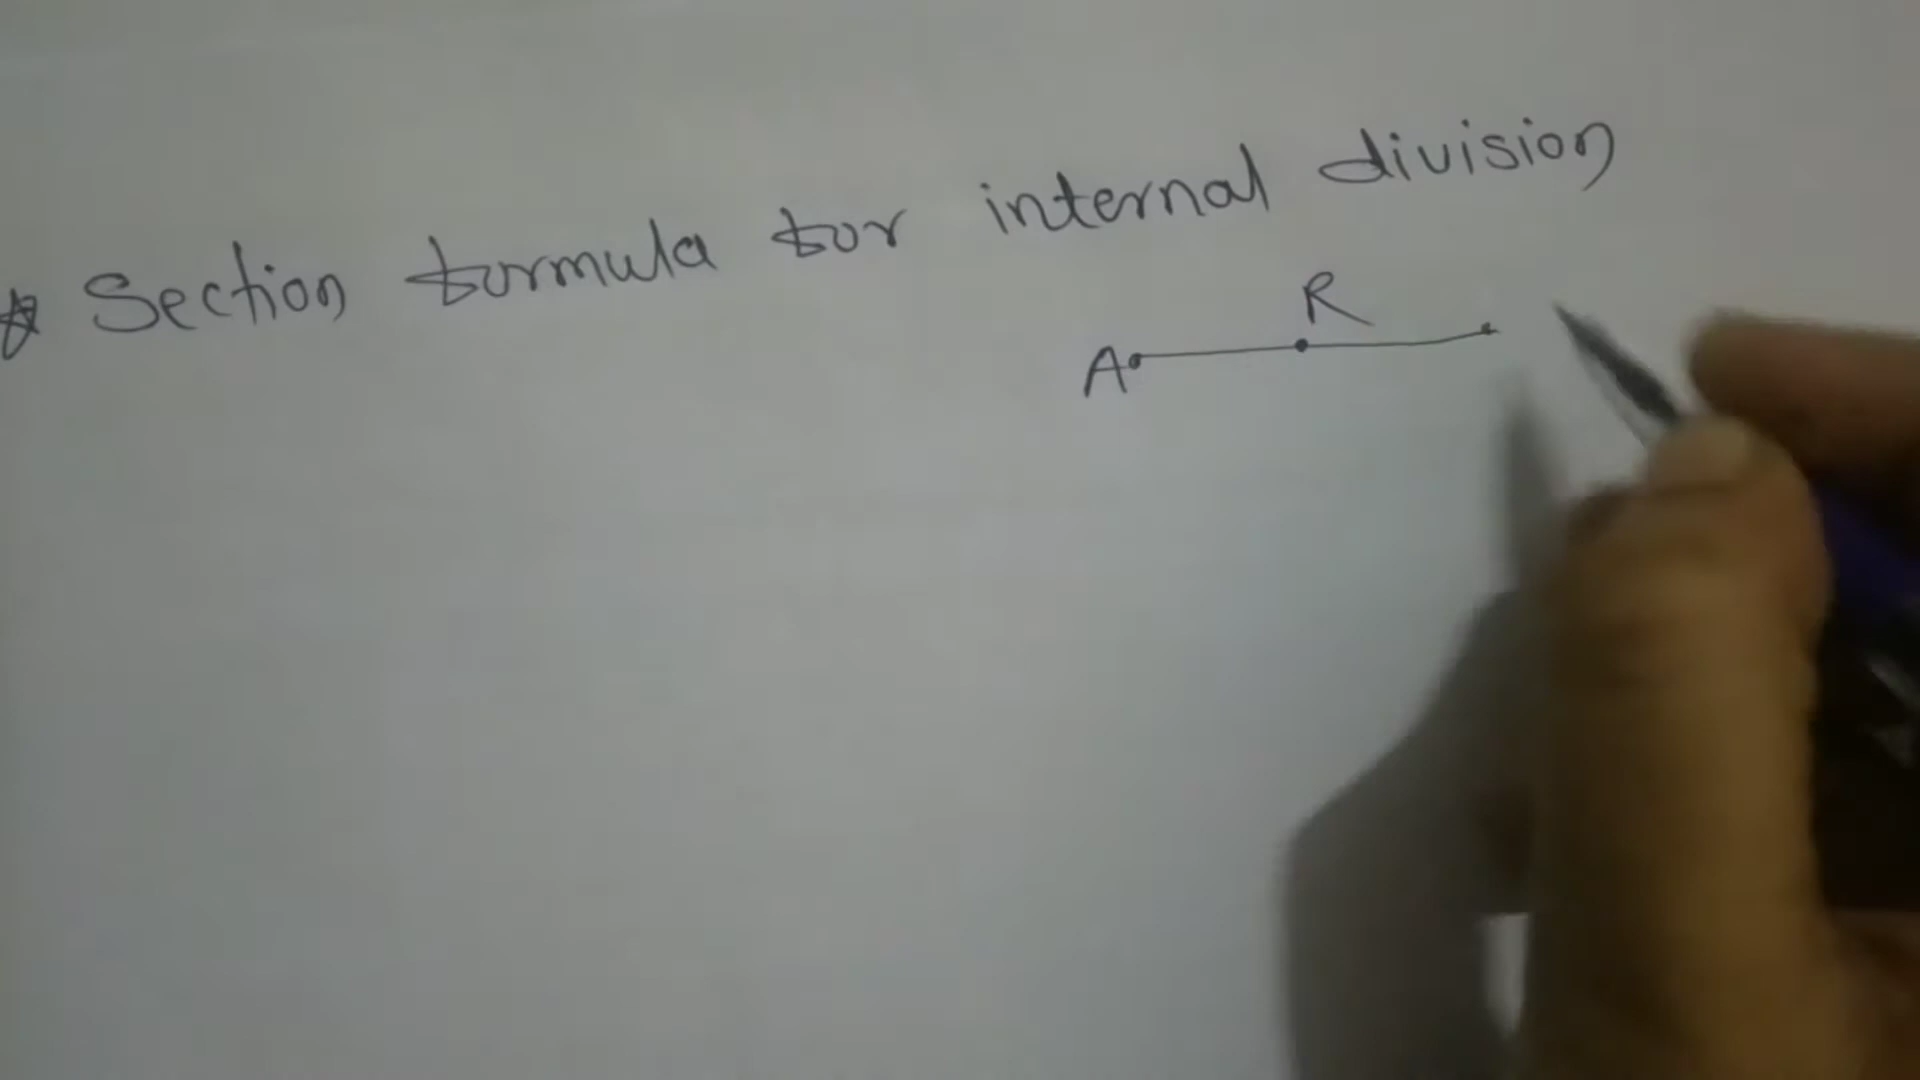 ☆ Section formula for internal division
R
A